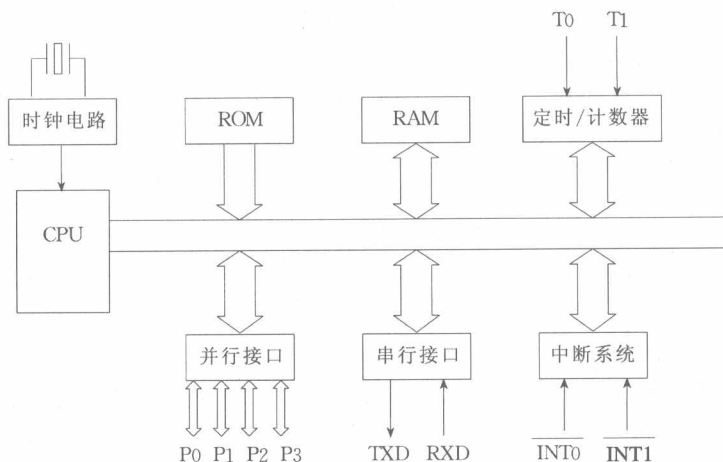 T0 T1
时钟电路 ROM RAM 定时/计数器
CPU
并行接口 串行接口 中断系统
P0 P1 P2 P3 TXD RXD INT0 INT1